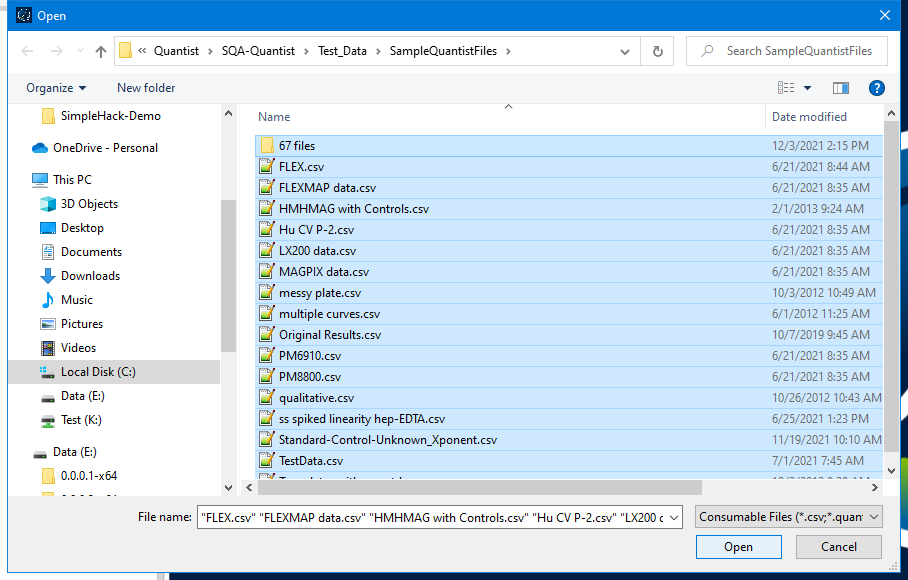 Open
« Quantist › SQA-Quantist › Test_Data › SampleQuantistFiles ›
Search SampleQuantistFiles
Organize
New folder
?
SimpleHack-Demo
OneDrive - Personal
This PC
3D Objects
Desktop
Documents
Downloads
Music
Pictures
Videos
Local Disk (C:)
Data (E:)
Test (K:)
Data (E:)
0.0.0.1-x64
Name Date modified
67 files 12/3/2021 2:15 PM
FLEX.csv 6/21/2021 8:44 AM
FLEXMAP data.csv 6/21/2021 8:35 AM
HMHMAG with Controls.csv 2/1/2013 9:24 AM
Hu CV P-2.csv 6/21/2021 8:35 AM
LX200 data.csv 6/21/2021 8:35 AM
MAGPIX data.csv 6/21/2021 8:35 AM
messy plate.csv 10/3/2012 10:49 AM
multiple curves.csv 6/1/2012 11:25 AM
Original Results.csv 10/7/2019 9:45 AM
PM6910.csv 6/21/2021 8:35 AM
PM8800.csv 6/21/2021 8:35 AM
qualitative.csv 10/26/2012 10:43 AM
ss spiked linearity hep-EDTA.csv 6/25/2021 1:23 PM
Standard-Control-Unknown_Xponent.csv 11/19/2021 10:10 AM
TestData.csv 7/1/2021 7:45 AM
File name: "FLEX.csv" "FLEXMAP data.csv" "HMHMAG with Controls.csv" "Hu CV P-2.csv" "LX200 d
Consumable Files (*.csv;*.quant
Open
Cancel